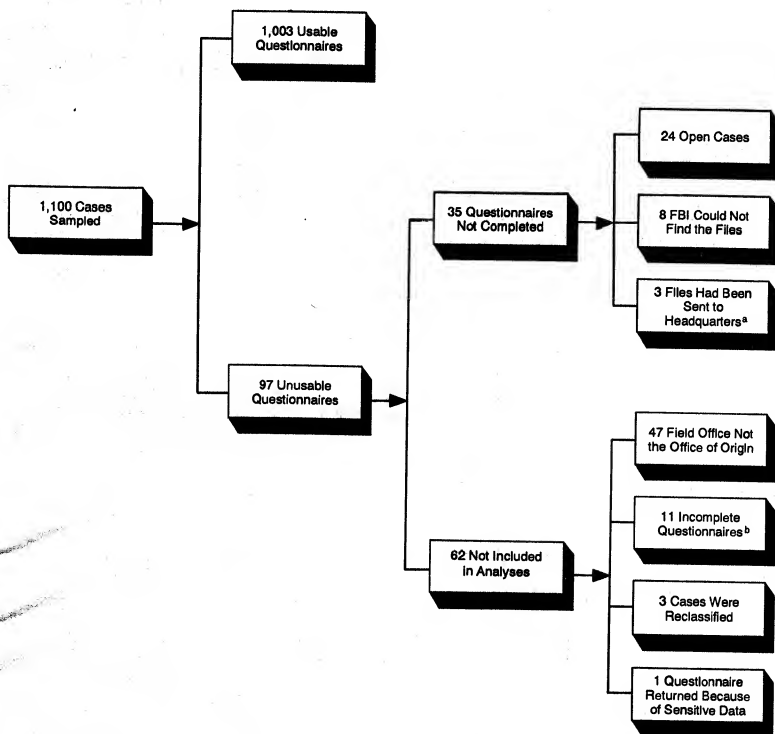 1,003 Usable
Questionnaires
1,100 Cases
Sampled
97 Unusable
Questionnaires
35 Questionnaires
Not Completed
24 Open Cases
8 FBI Could Not
Find the Files
3 Files Had Been
Sent to
Headquartersᵃ
62 Not Included
in Analyses
47 Field Office Not
the Office of Origin
11 Incomplete
Questionnairesᵇ
3 Cases Were
Reclassified
1 Questionnaire
Returned Because
of Sensitive Data